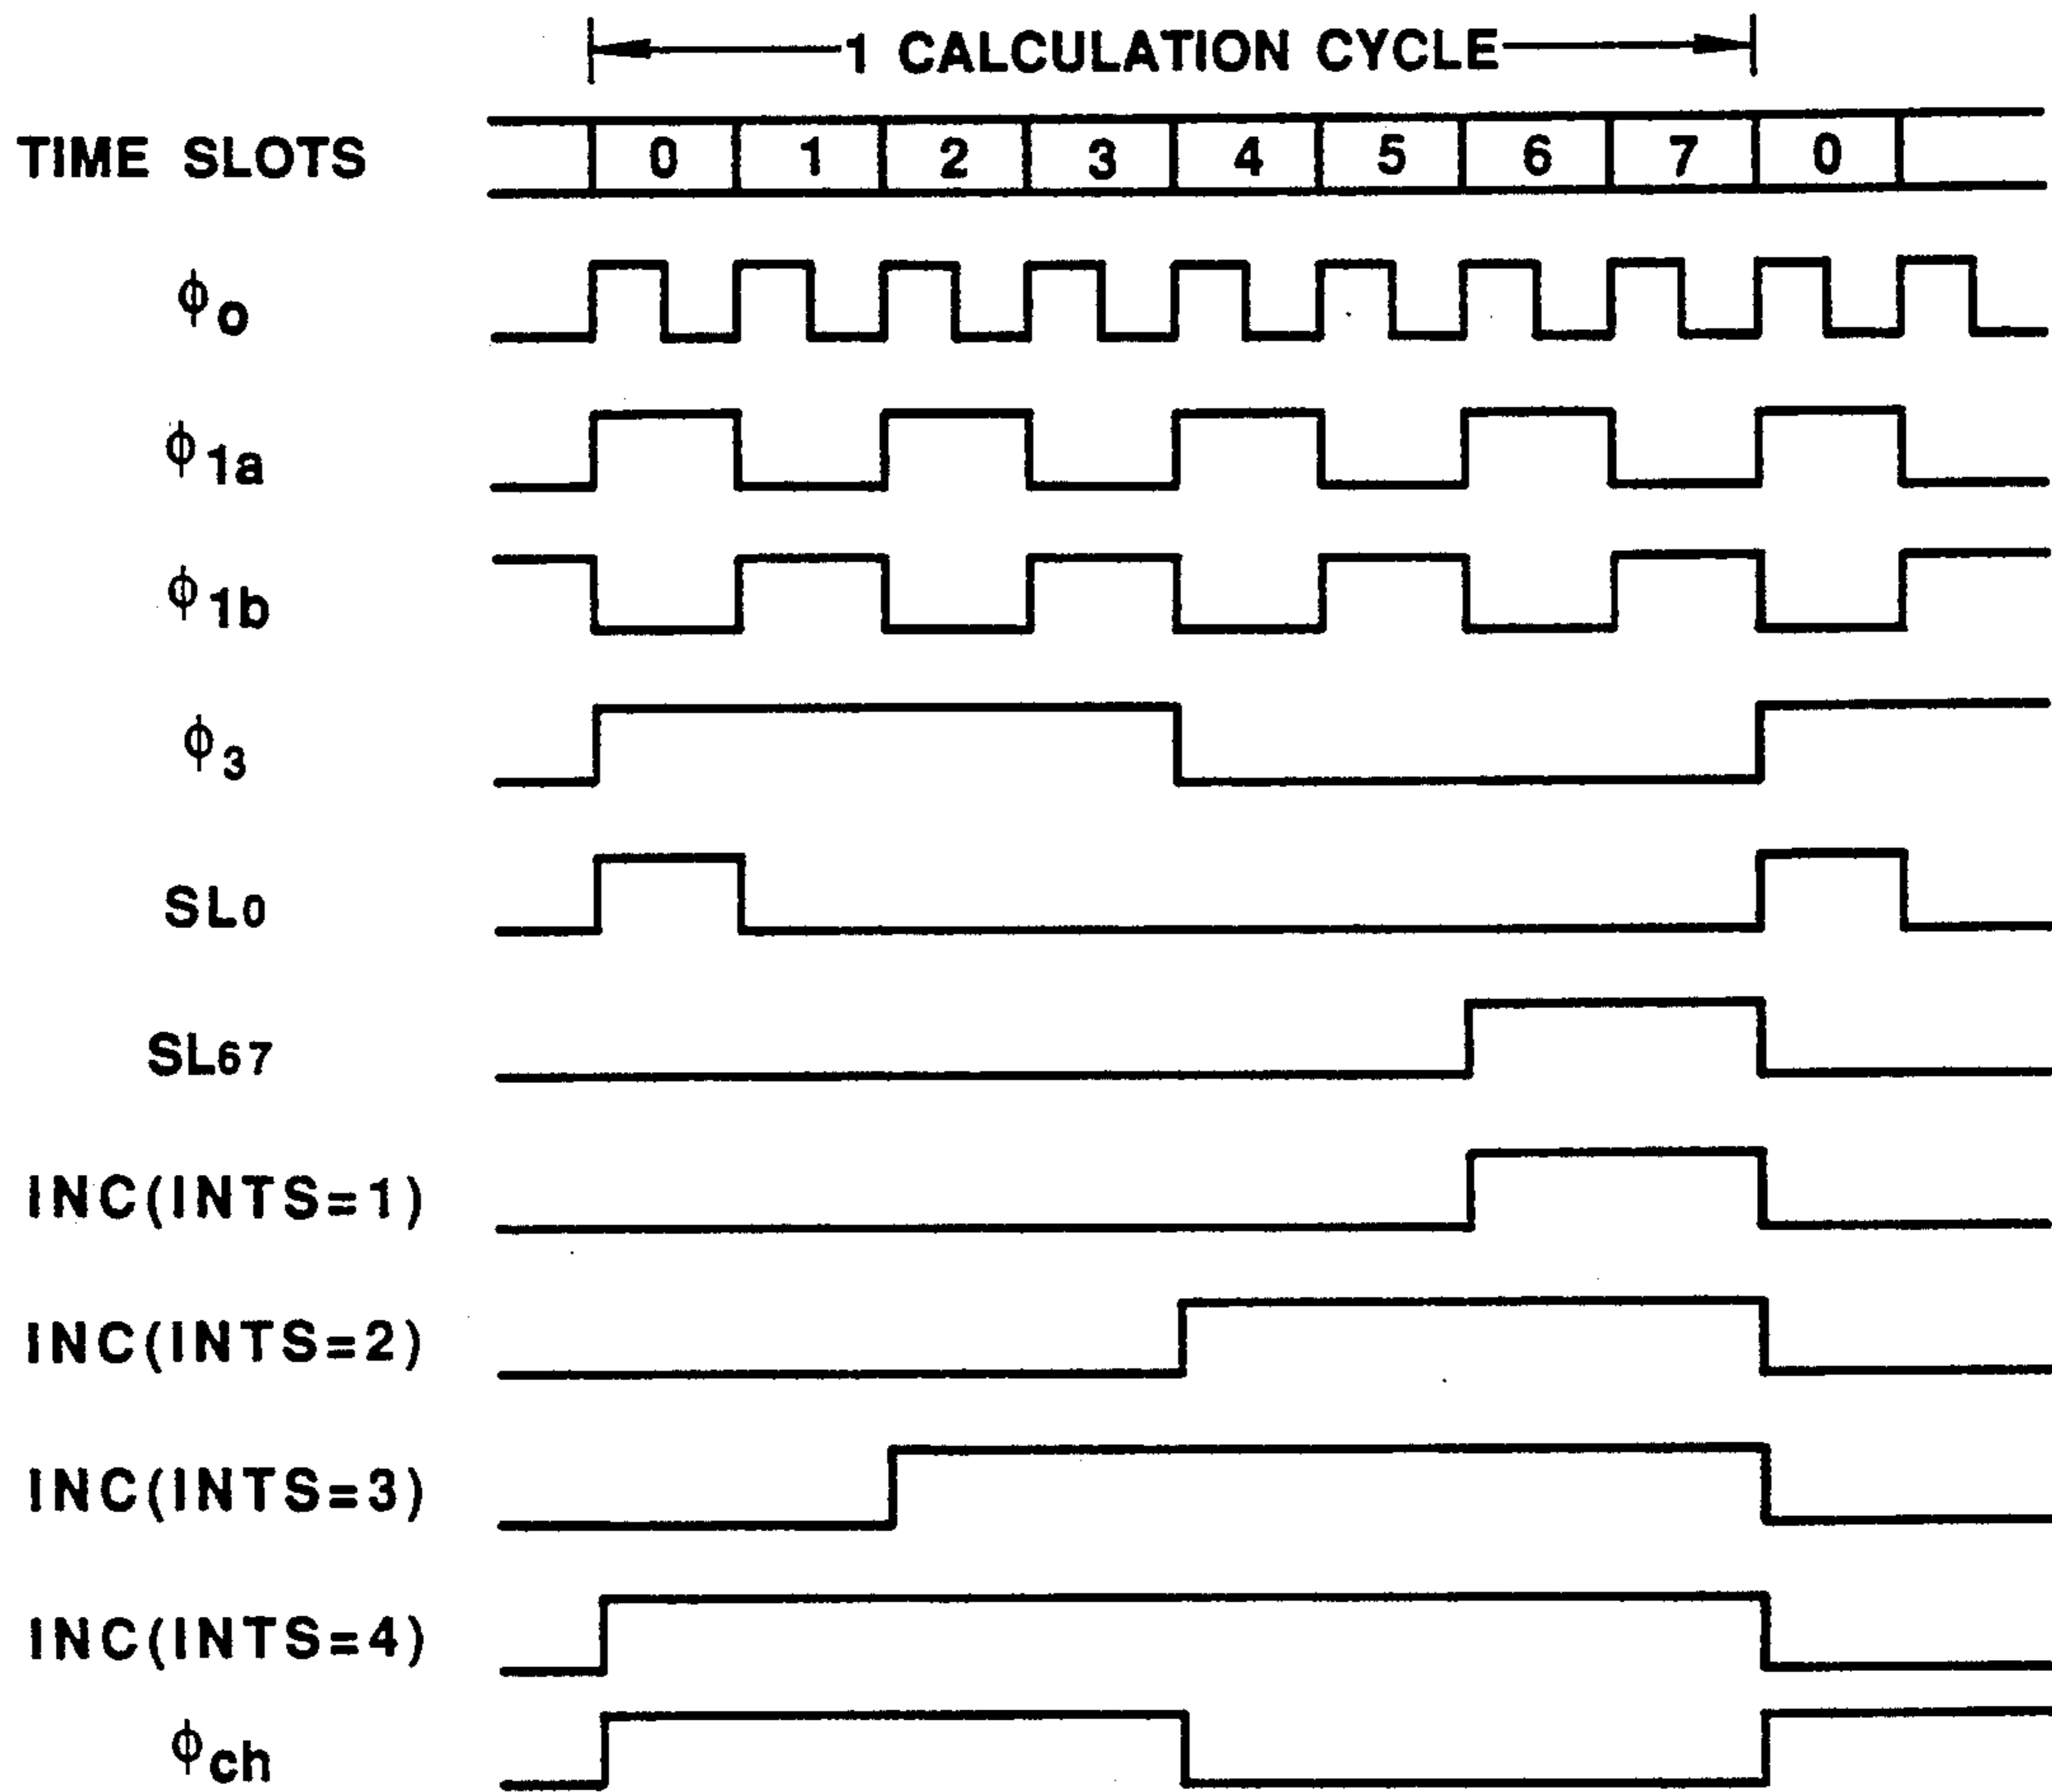 1 CALCULATION CYCLE
TIME SLOTS 0 1 2 3 4 5 6 7 0
ϕo
ϕ1a
ϕ1b
ϕ3
SL0
SL67
INC(INTS=1)
INC(INTS=2)
INC(INTS=3)
INC(INTS=4)
ϕch